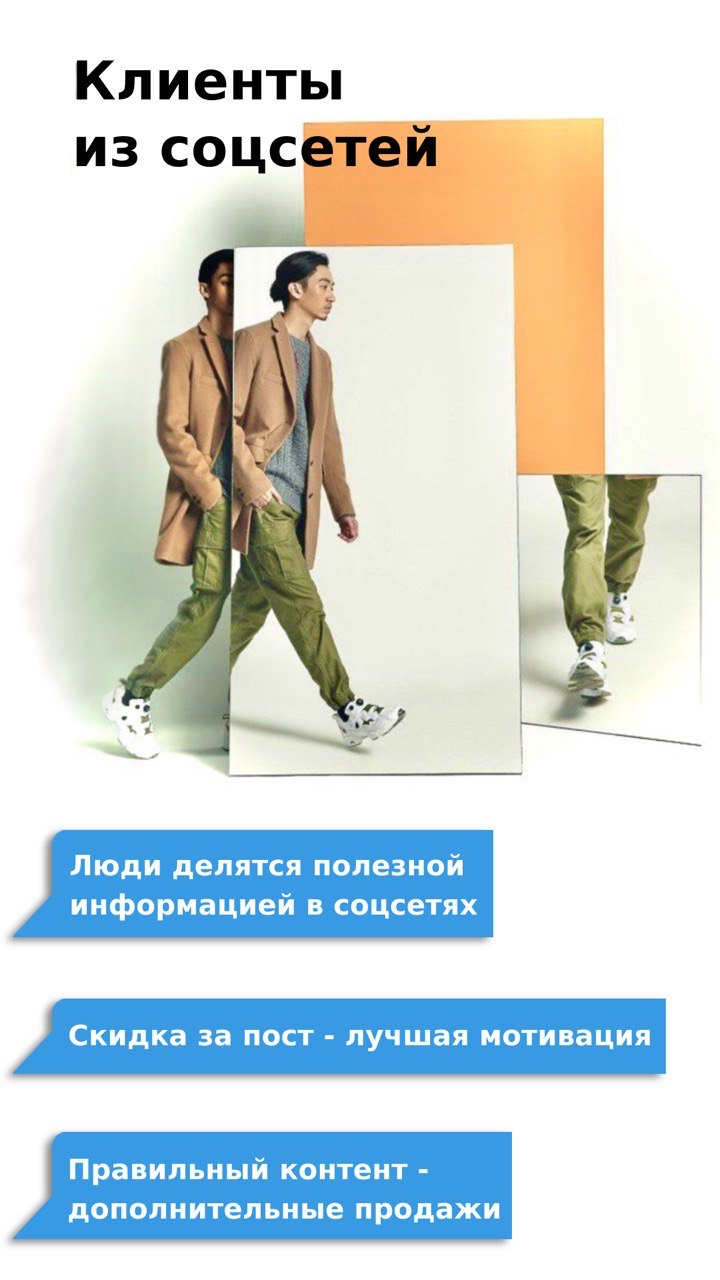 Клиенты
из соцсетей
Люди делятся полезной
информацией в соцсетях
Скидка за пост - лучшая мотивация
Правильный контент -
дополнительные продажи